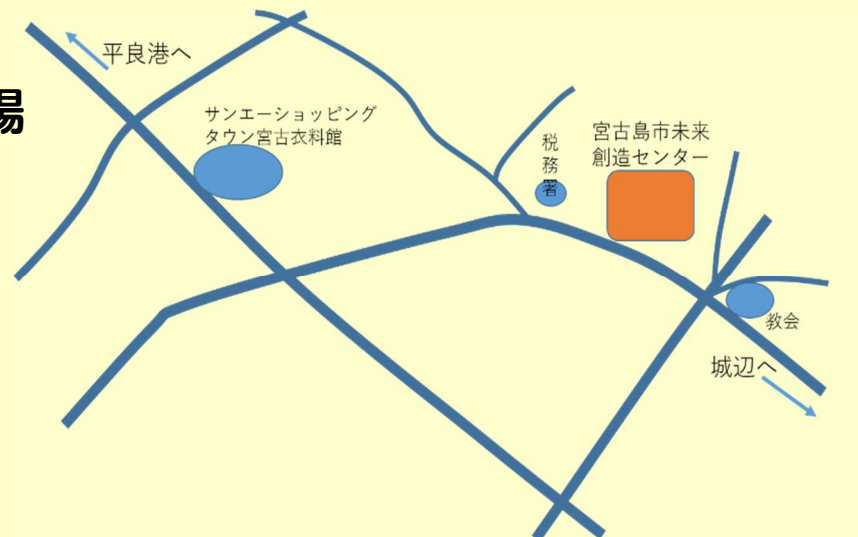 場
平良港へ
サンエーショッピング
タウン宮古衣料館
税務署
宮古島市未来
創造センター
教会
城辺へ